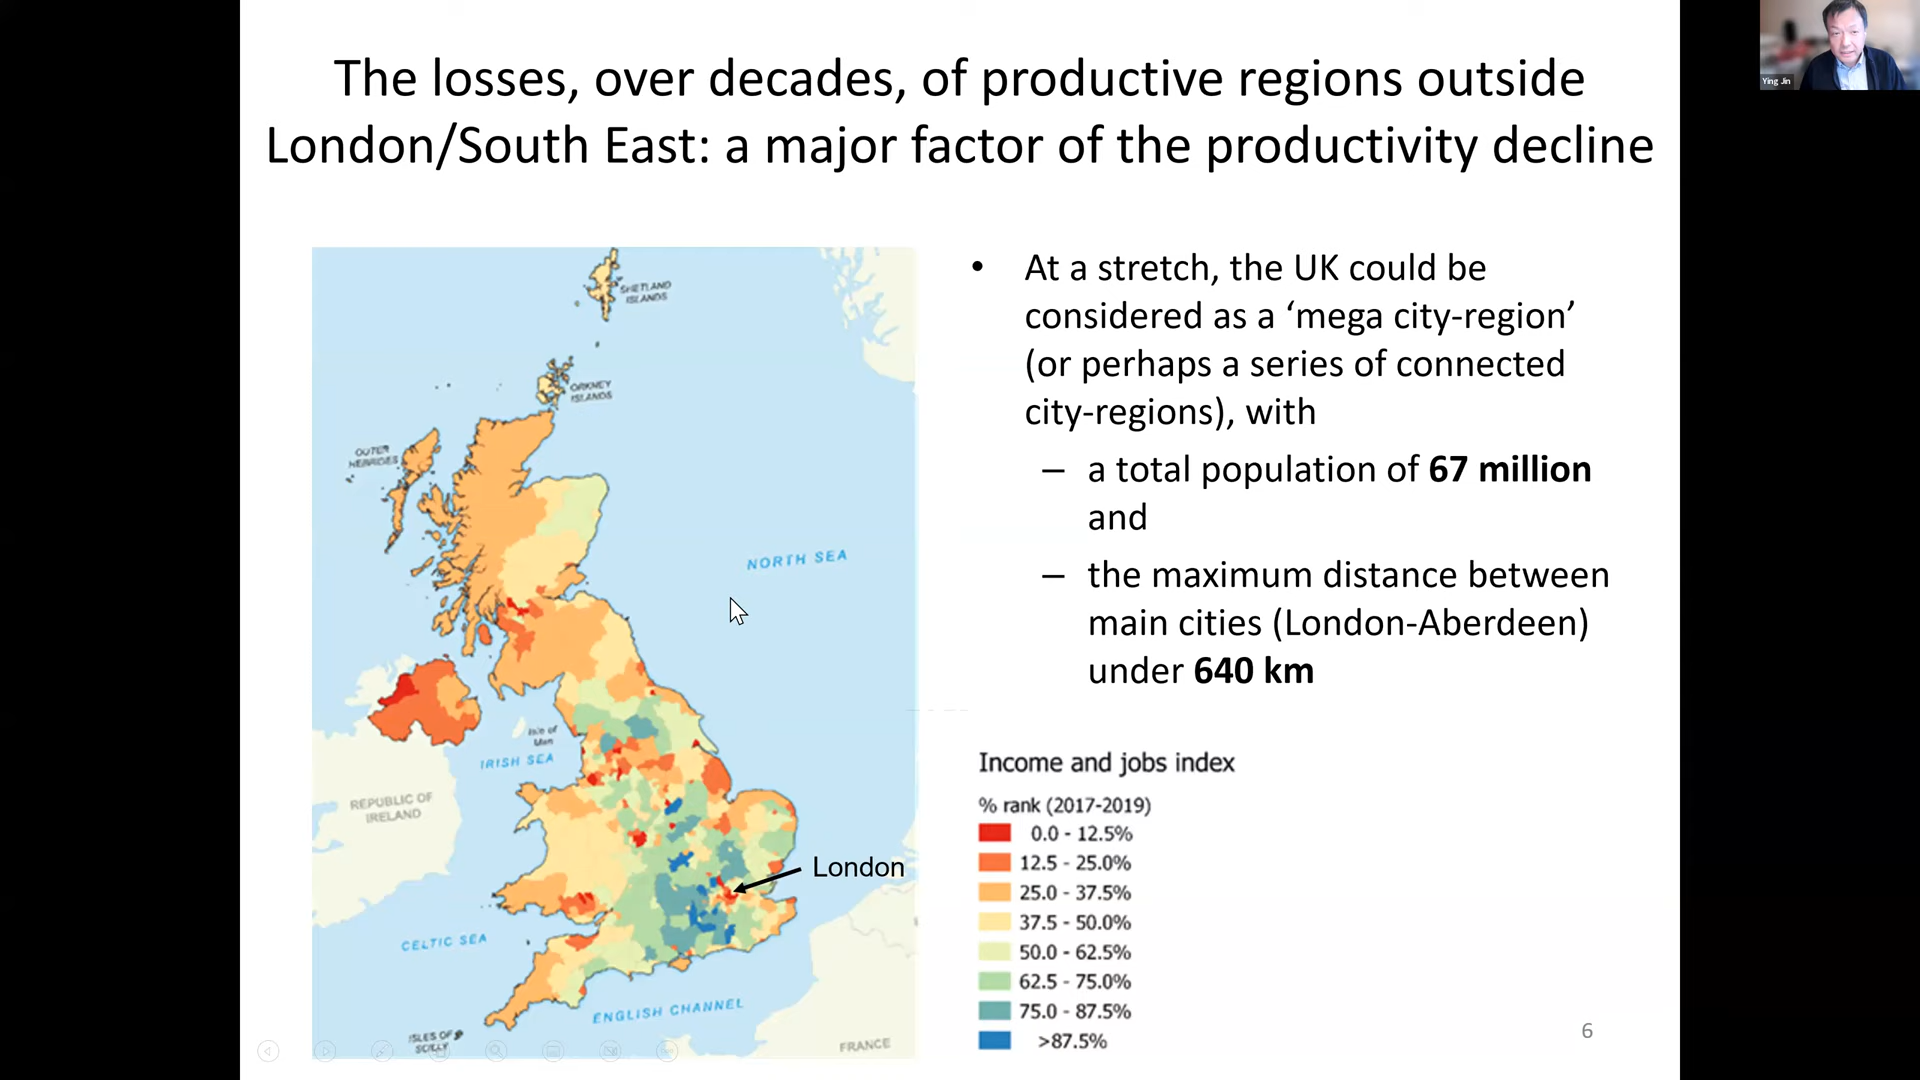 The losses, over decades, of productive regions outside
London/South East: a major factor of the productivity decline
Ying Jin
SHETLAND
ISLANDS
ORKNEY
ISLANDS
OUTER
HEBRIDES
NORTH SEA
Isle of
Man
IRISH SEA
REPUBLIC OF
IRELAND
London
CELTIC SEA
ENGLISH CHANNEL
ISLES OF
SCILLY
FRANCE
• At a stretch, the UK could be
considered as a ‘mega city-region’
(or perhaps a series of connected
city-regions), with
– a total population of 67 million
and
– the maximum distance between
main cities (London-Aberdeen)
under 640 km
Income and jobs index
% rank (2017-2019)
0.0 - 12.5%
12.5 - 25.0%
25.0 - 37.5%
37.5 - 50.0%
50.0 - 62.5%
62.5 - 75.0%
75.0 - 87.5%
>87.5%
6